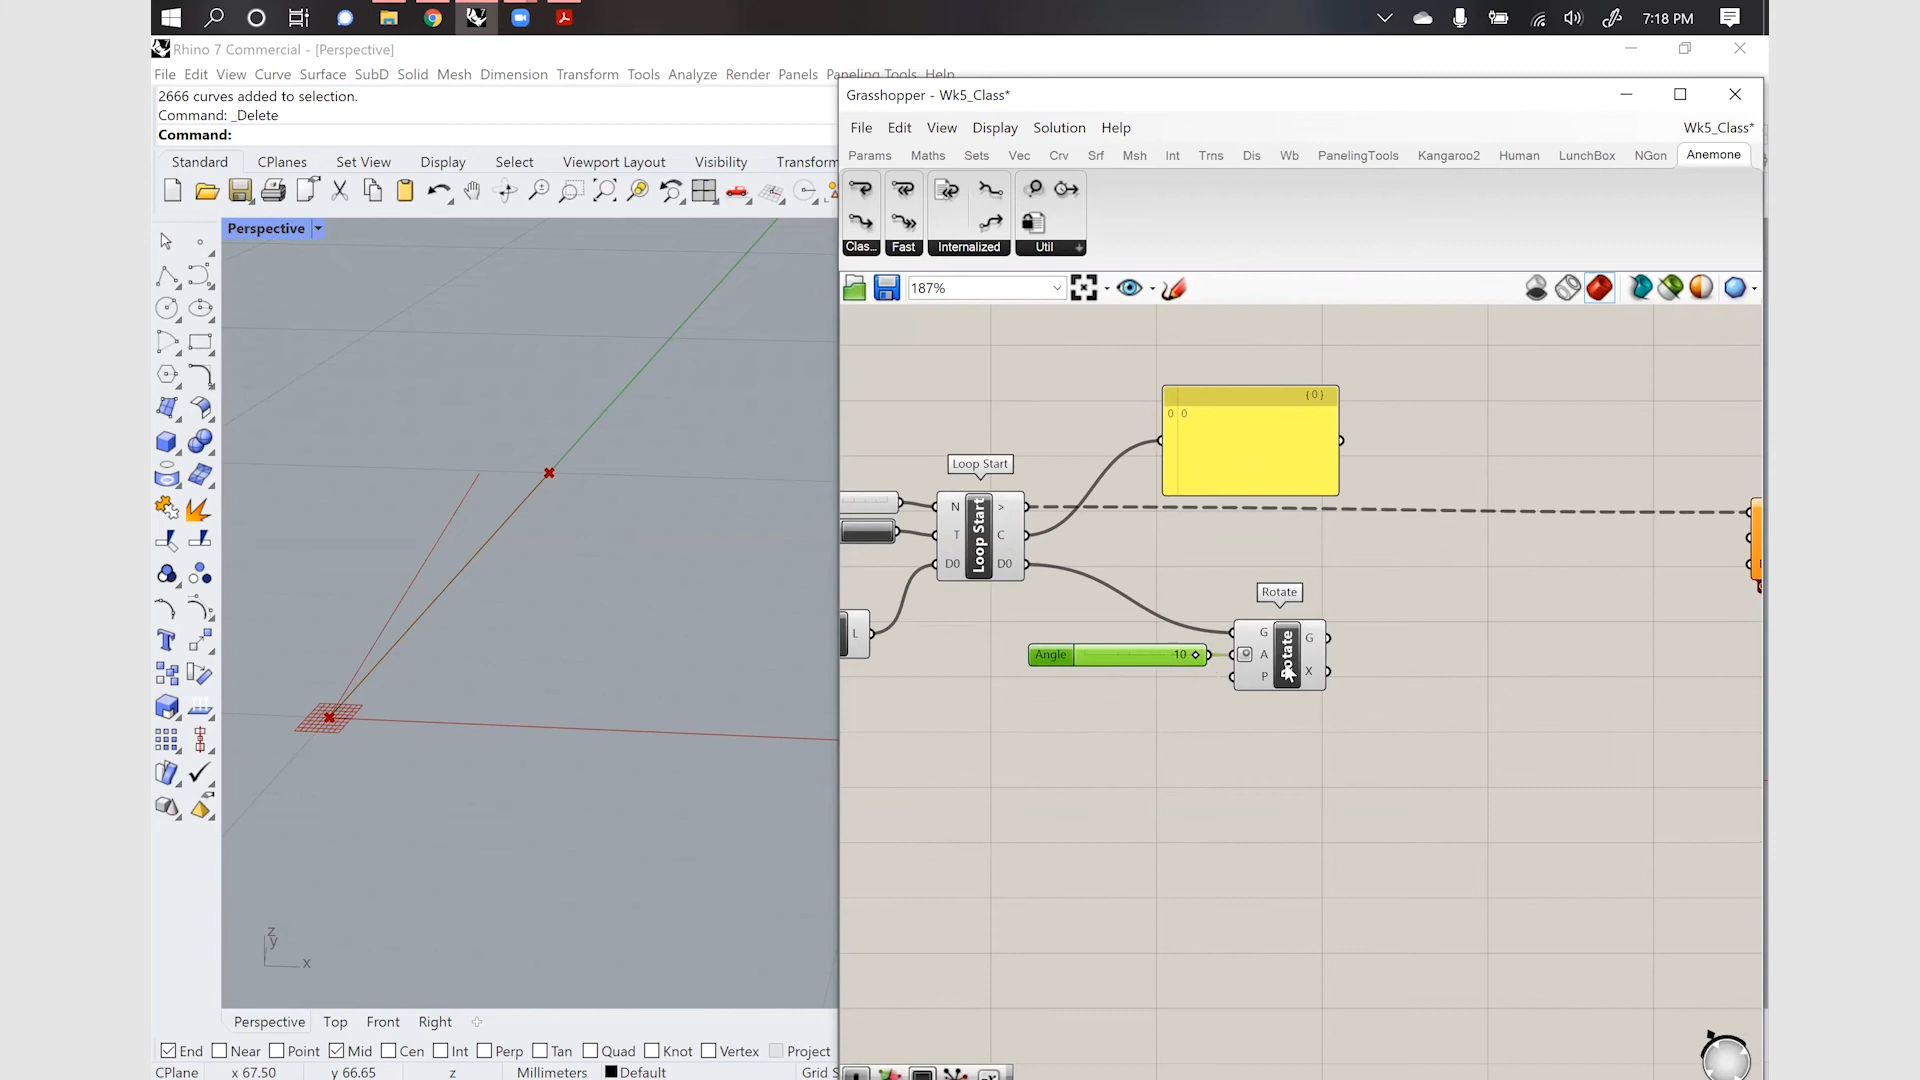 7:18 PM
Rhino 7 Commercial - [Perspective]
File Edit View Curve Surface SubD Solid Mesh Dimension Transform Tools Analyze Render Panels Paneling Tools Help
2666 curves added to selection.
Command: _Delete
Command:
Standard CPlanes Set View Display Select Viewport Layout Visibility Transform
Perspective
z
y
x
Perspective Top Front Right
End Near Point Mid Cen Int Perp Tan Quad Knot Vertex Project
CPlane x 67.50 y 66.65 z Millimeters Default Grid S
Grasshopper - Wk5_Class*
File Edit View Display Solution Help Wk5_Class*
Params Maths Sets Vec Crv Srf Msh Int Trns Dis Wb PanelingTools Kangaroo2 Human LunchBox NGon Anemone
Clas... Fast Internalized Util
187%
{0}
0 0
Loop Start
N > 
T Loop Start C
D0 D0
L
Rotate
Angle 10
G G
A Rotate
P X